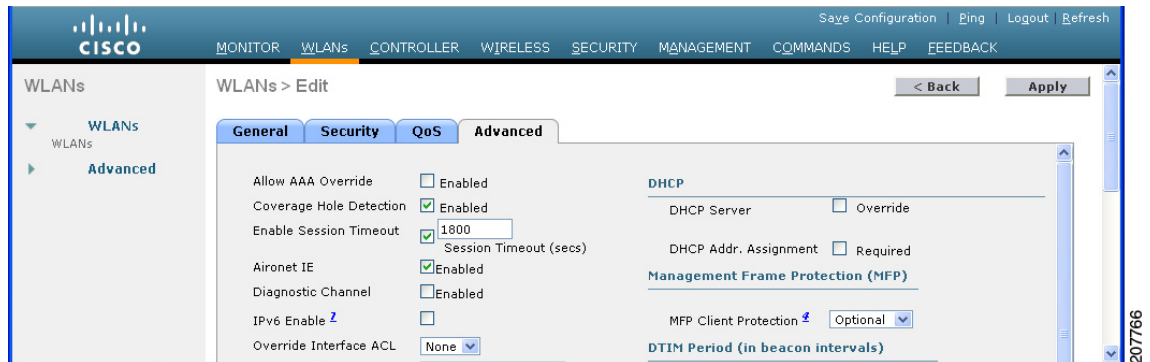 Save Configuration | Ping | Logout | Refresh
CISCO
MONITOR WLANs CONTROLLER WIRELESS SECURITY MANAGEMENT COMMANDS HELP FEEDBACK
WLANs
WLANs > Edit
< Back
Apply
WLANs
WLANs
Advanced
General Security QoS Advanced
Allow AAA Override Enabled
Coverage Hole Detection Enabled
Enable Session Timeout 1800
Session Timeout (secs)
Aironet IE Enabled
Diagnostic Channel Enabled
IPv6 Enable 7
Override Interface ACL None
DHCP
DHCP Server Override
DHCP Addr. Assignment Required
Management Frame Protection (MFP)
MFP Client Protection 4 Optional
DTIM Period (in beacon intervals)
207766